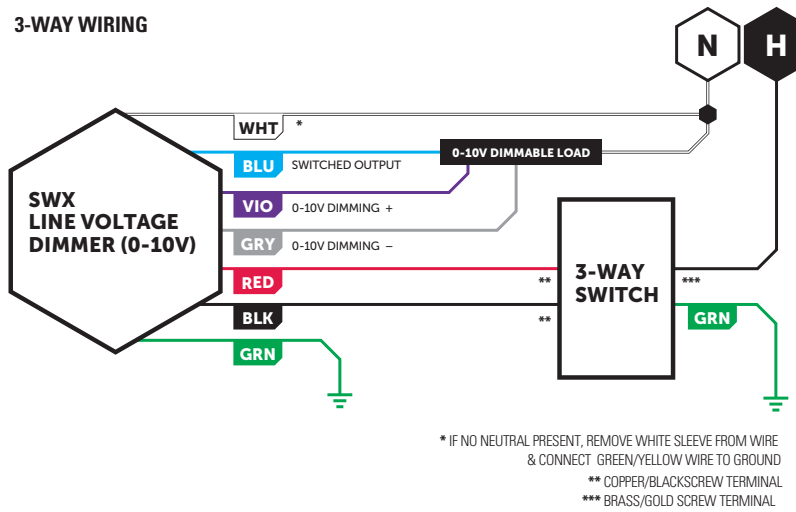 3-WAY WIRING
N
H
WHT *
BLU SWITCHED OUTPUT
0-10V DIMMABLE LOAD
VIO 0-10V DIMMING +
GRY 0-10V DIMMING –
SWX
LINE VOLTAGE
DIMMER (0-10V)
RED
**
3-WAY
SWITCH
***
BLK
**
GRN
GRN
* IF NO NEUTRAL PRESENT, REMOVE WHITE SLEEVE FROM WIRE
& CONNECT GREEN/YELLOW WIRE TO GROUND
** COPPER/BLACKSCREW TERMINAL
*** BRASS/GOLD SCREW TERMINAL